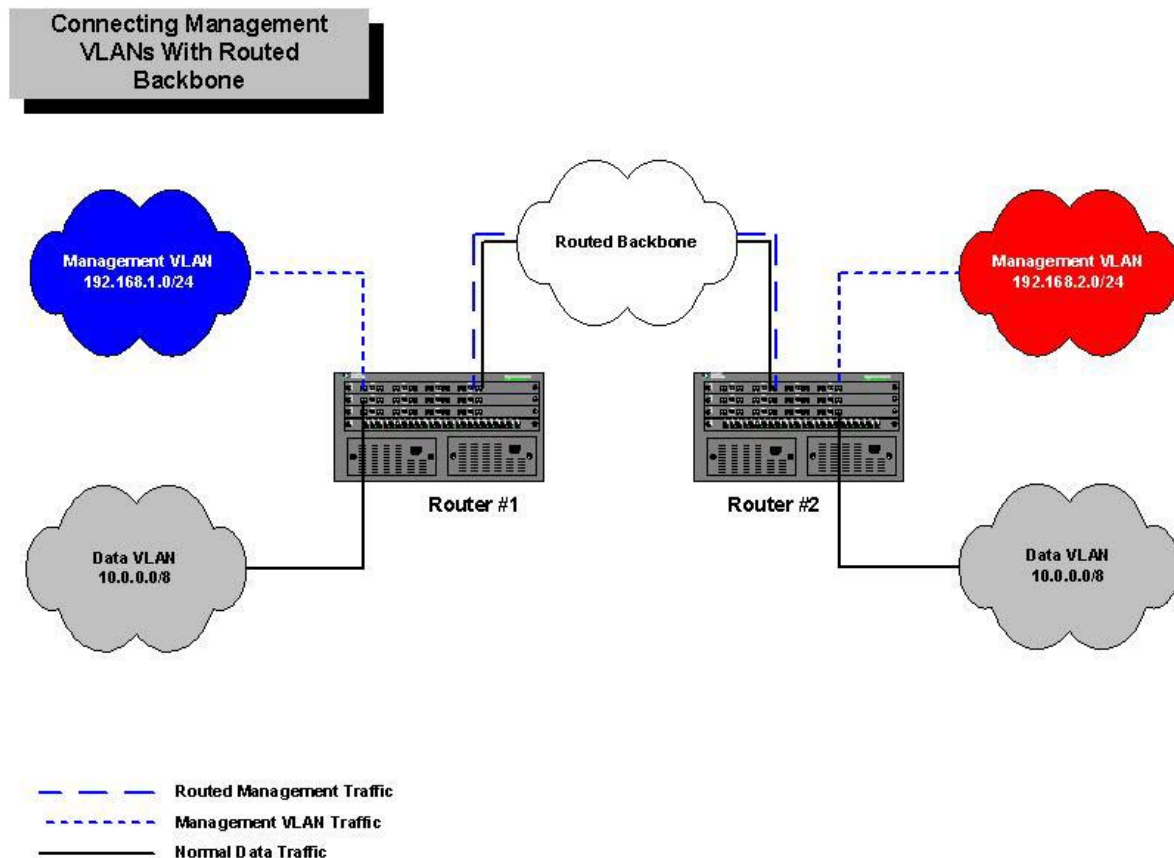 Connecting Management
VLANs With Routed
Backbone
Management VLAN
192.168.1.0/24
Routed Backbone
Management VLAN
192.168.2.0/24
Router #1
Router #2
Data VLAN
10.0.0.0/8
Data VLAN
10.0.0.0/8
Routed Management Traffic
Management VLAN Traffic
Normal Data Traffic